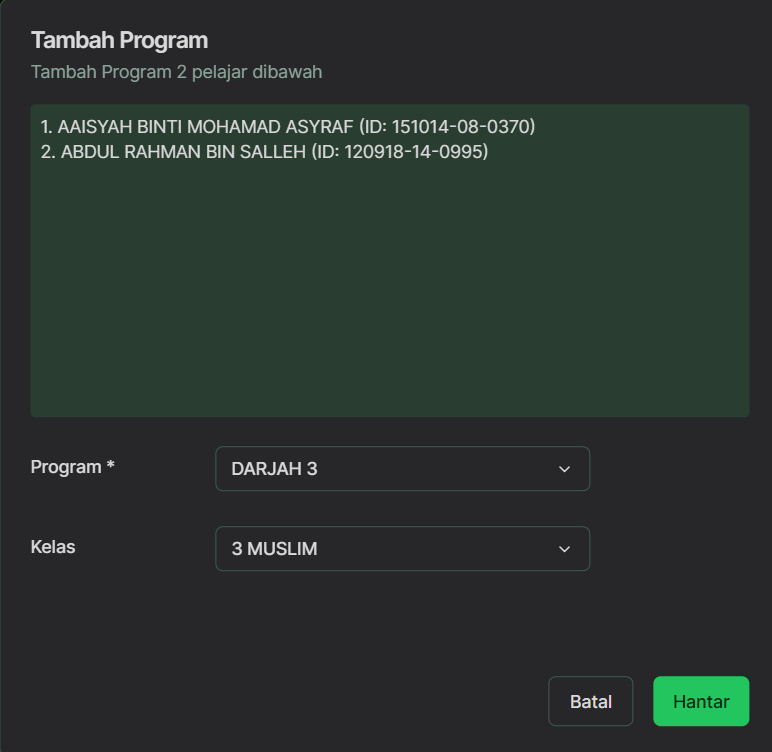 Tambah Program
Tambah Program 2 pelajar dibawah
1. AAISYAH BINTI MOHAMAD ASYRAF (ID: 151014-08-0370)
2. ABDUL RAHMAN BIN SALLEH (ID: 120918-14-0995)
Program * DARJAH 3
Kelas 3 MUSLIM
Batal Hantar